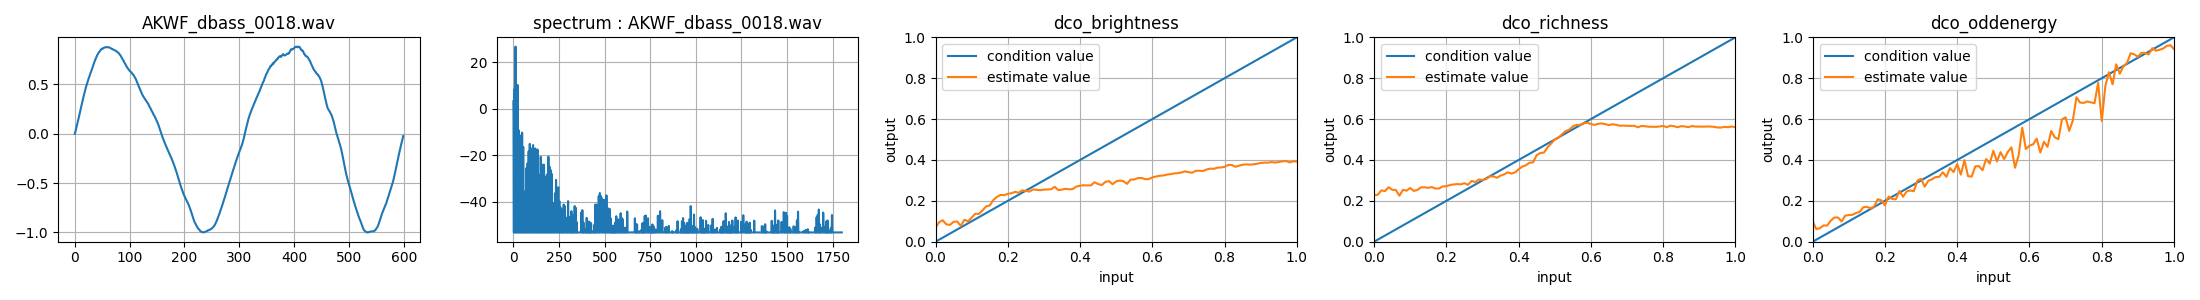 AKWF_dbass_0018.wav
0.5
0.0
−0.5
−1.0
0 100 200 300 400 500 600
spectrum : AKWF_dbass_0018.wav
20
0
−20
−40
0 250 500 750 1000 1250 1500 1750
dco_brightness
condition value
estimate value
output
1.0
0.8
0.6
0.4
0.2
0.0
0.0 0.2 0.4 0.6 0.8 1.0
input
dco_richness
condition value
estimate value
output
1.0
0.8
0.6
0.4
0.2
0.0
0.0 0.2 0.4 0.6 0.8 1.0
input
dco_oddenergy
condition value
estimate value
output
1.0
0.8
0.6
0.4
0.2
0.0
0.0 0.2 0.4 0.6 0.8 1.0
input